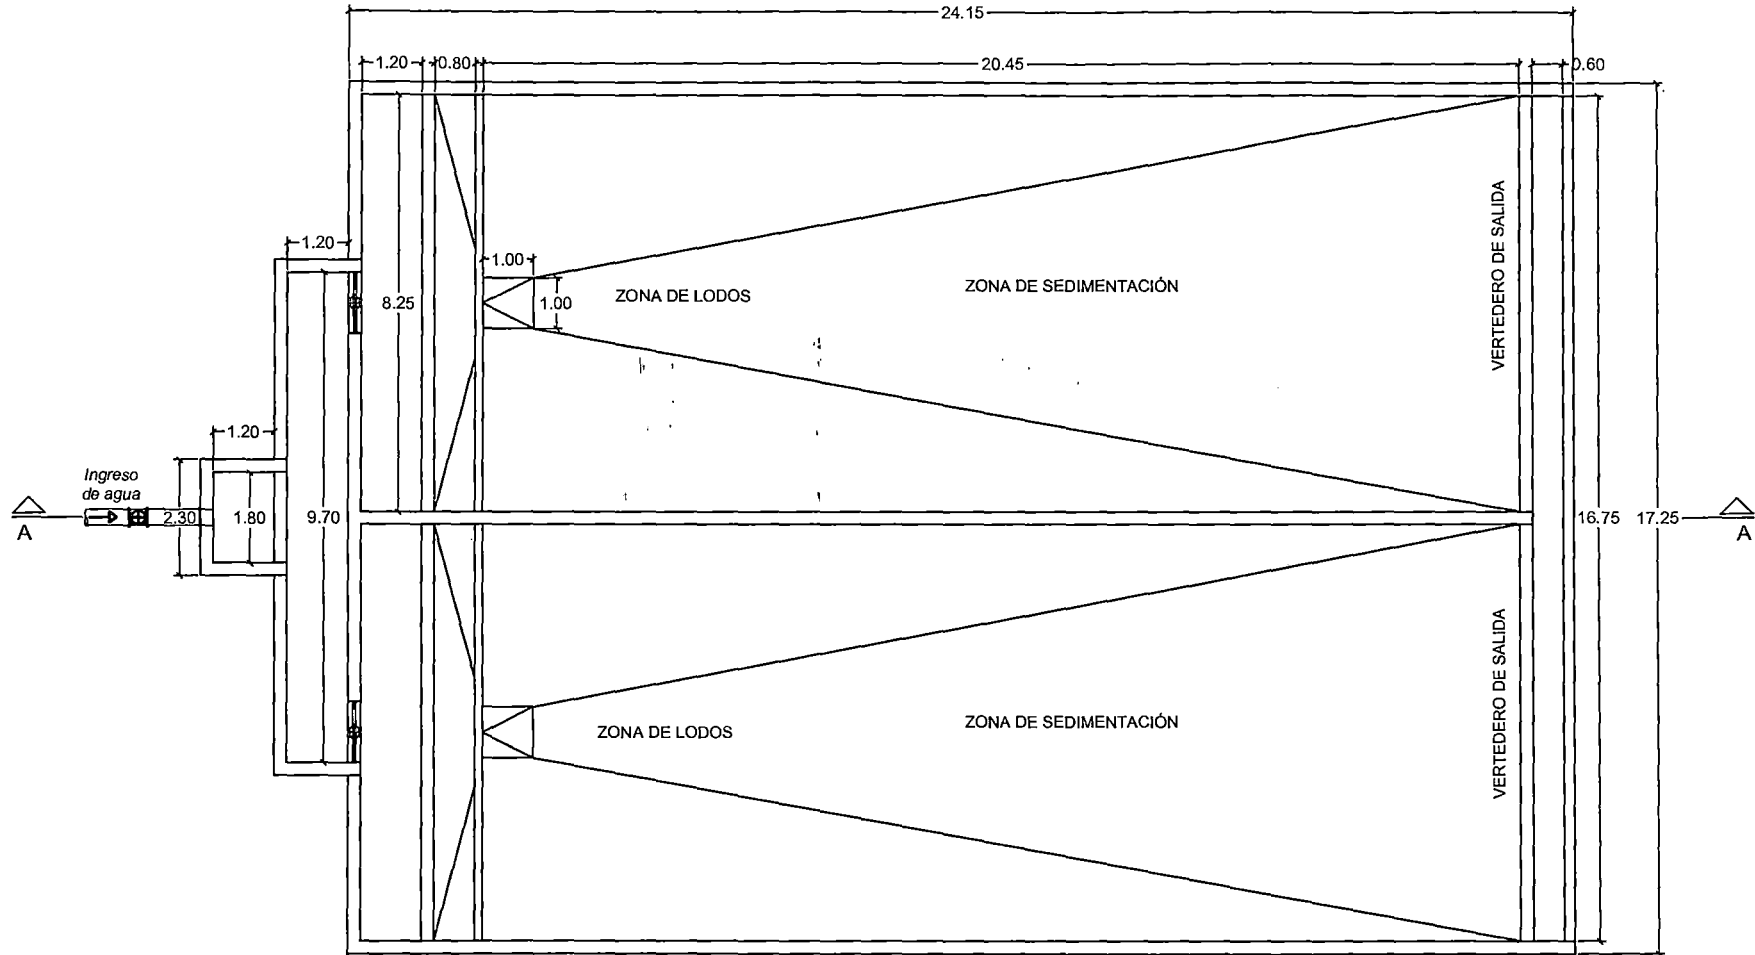 24.15
1.20
0.80
20.45
0.60
1.20
1.00
8.25
1.00
ZONA DE LODOS
ZONA DE SEDIMENTACIÓN
VERTEDERO DE SALIDA
1.20
Ingreso
de agua
A
2.30
1.80
9.70
16.75
17.25
A
ZONA DE LODOS
ZONA DE SEDIMENTACIÓN
VERTEDERO DE SALIDA